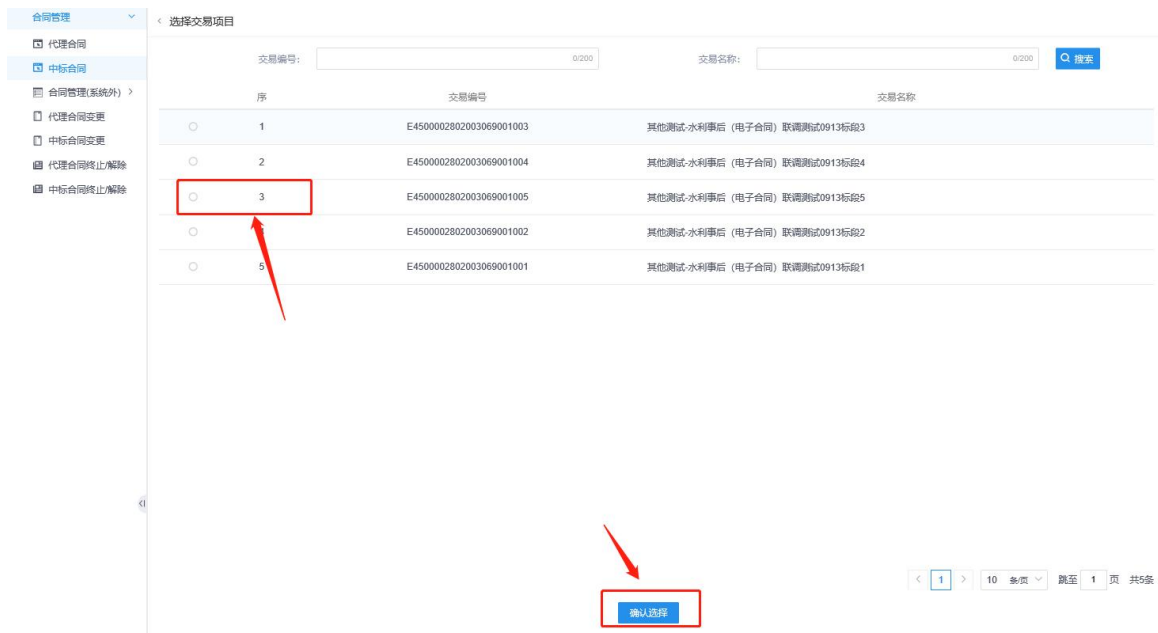 合同管理
代理合同
中标合同
合同管理(系统外)
代理合同变更
中标合同变更
代理合同终止/解除
中标合同终止/解除
选择交易项目
交易编号: 0/200 交易名称: 0/200 搜索
序 交易编号 交易名称
1 E4500002802003069001003 其他测试-水利事后（电子合同）联调测试0913标段3
2 E4500002802003069001004 其他测试-水利事后（电子合同）联调测试0913标段4
3 E4500002802003069001005 其他测试-水利事后（电子合同）联调测试0913标段5
E4500002802003069001002 其他测试-水利事后（电子合同）联调测试0913标段2
5 E4500002802003069001001 其他测试-水利事后（电子合同）联调测试0913标段1
1 10 条/页 跳至 1 页 共5条
确认选择